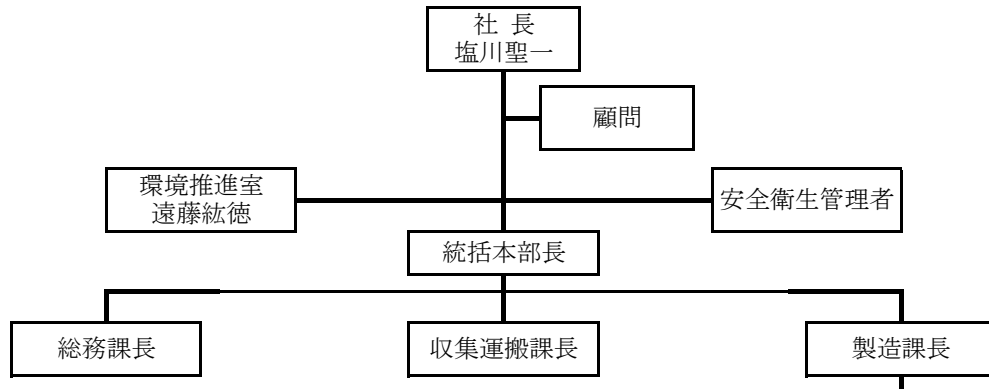 社 長
塩川聖一
顧問
環境推進室
遠藤紘徳
安全衛生管理者
統括本部長
総務課長
収集運搬課長
製造課長